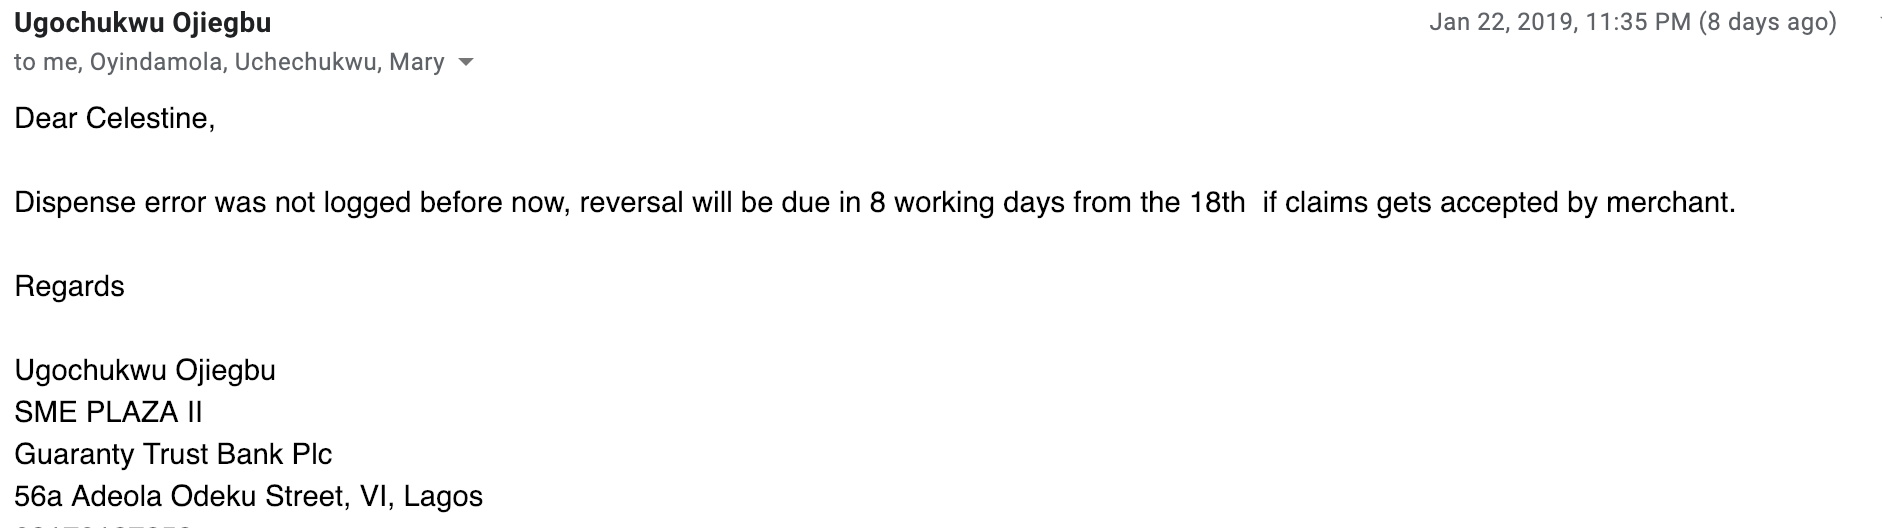 Ugochukwu Ojiegbu
Jan 22, 2019, 11:35 PM (8 days ago)
to me, Oyindamola, Uchechukwu, Mary
Dear Celestine,
Dispense error was not logged before now, reversal will be due in 8 working days from the 18th  if claims gets accepted by merchant.
Regards
Ugochukwu Ojiegbu
SME PLAZA II
Guaranty Trust Bank Plc
56a Adeola Odeku Street, VI, Lagos